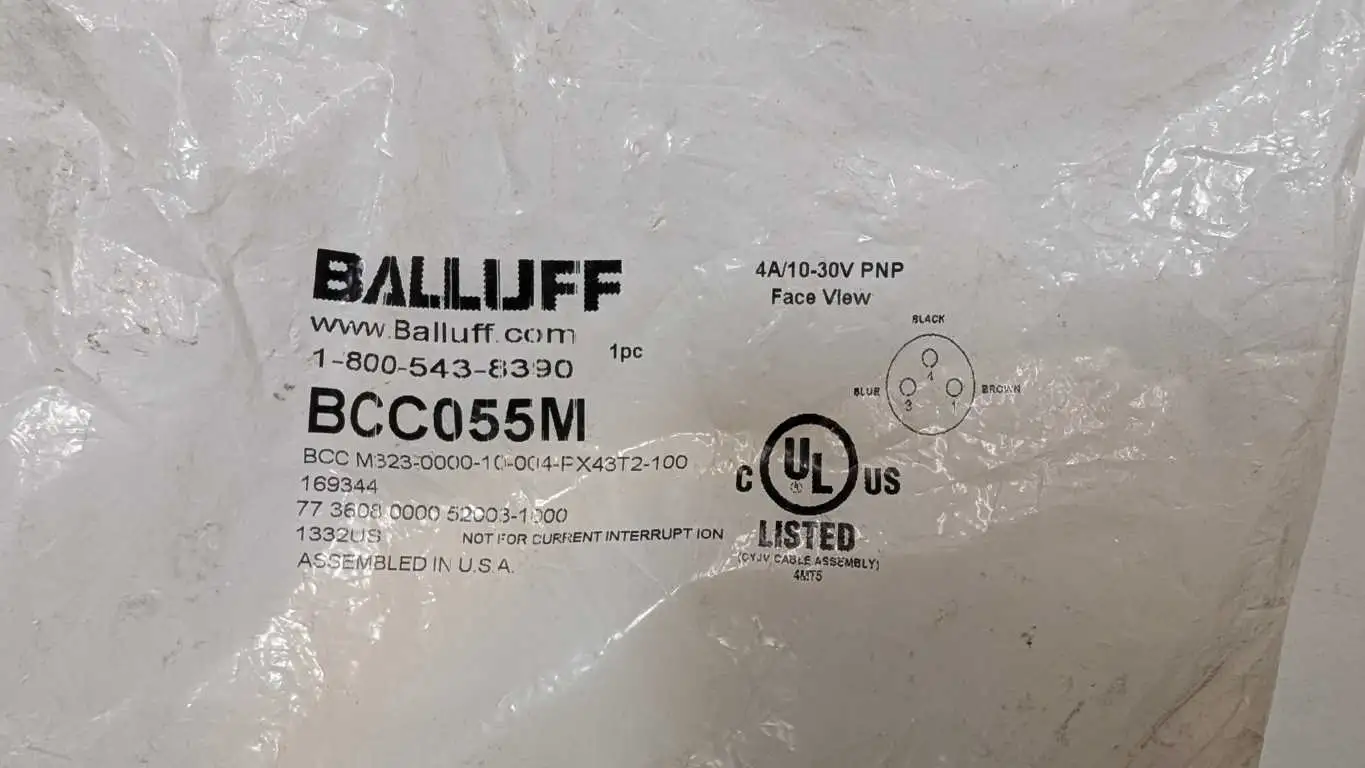 BALLUFF
www.Balluff.com
1-800-543-8390
1pc
BCC055M
BCC M323-0000-10-004-PX43T2-100
169344
77 3608 0000 52003-1000
1332US
NOT FOR CURRENT INTERRUPTION
ASSEMBLED IN U.S.A.
4A/10-30V PNP
Face View
BLACK
4
BLUE
BROWN
3
1
C UL US
®
LISTED
(CYJV CABLE ASSEMBLY)
4MT5